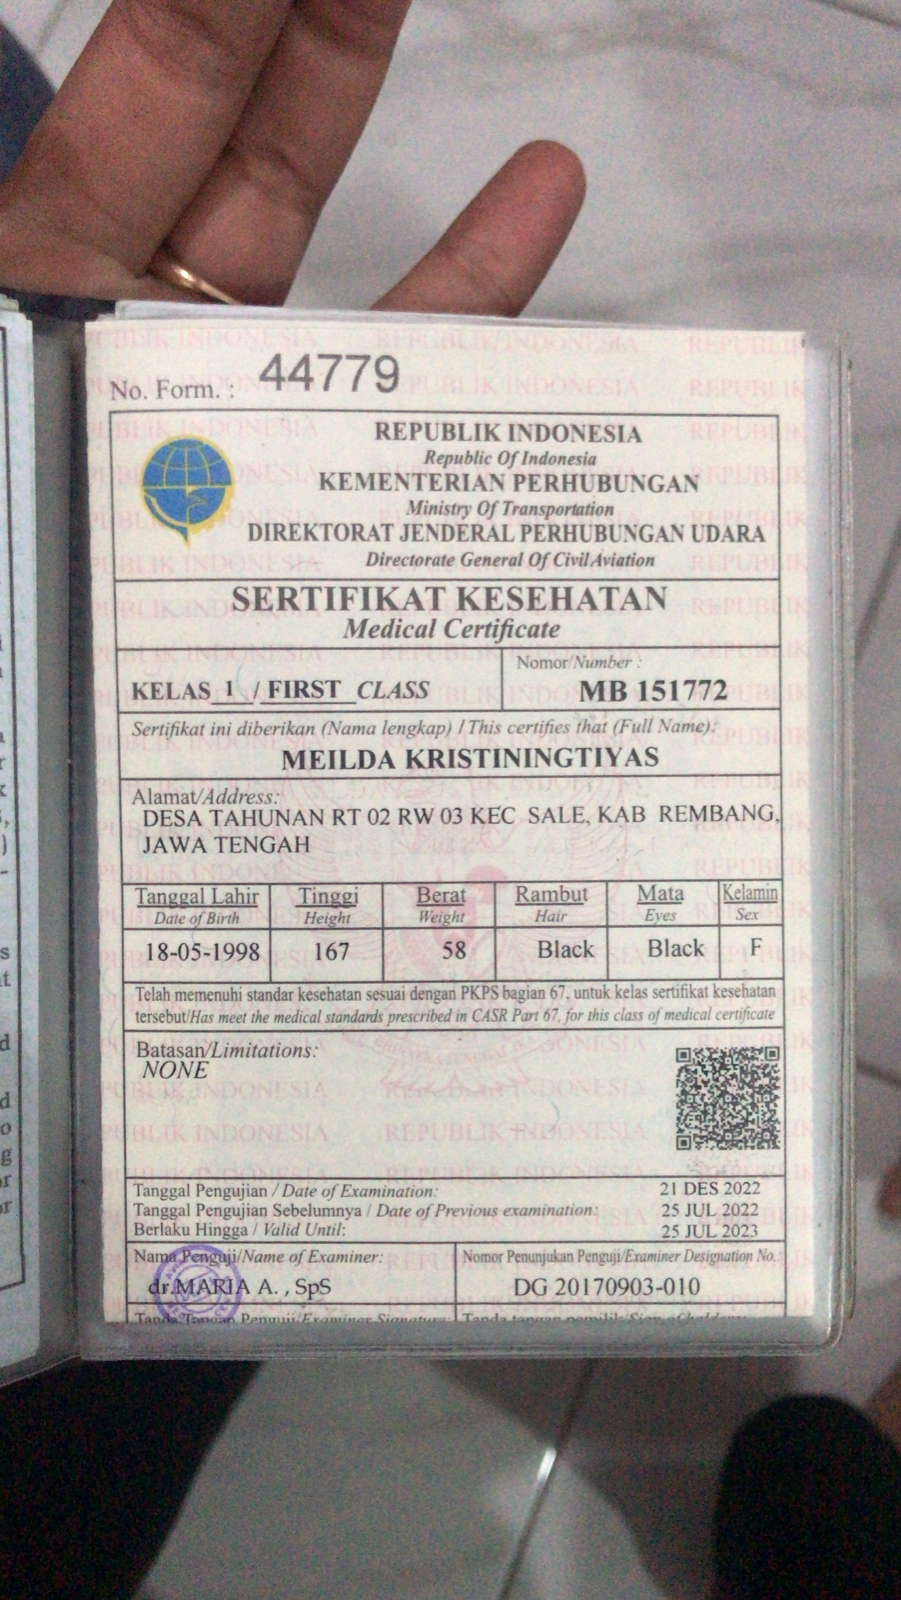 No. Form. : 44779
REPUBLIK INDONESIA
Republic Of Indonesia
KEMENTERIAN PERHUBUNGAN
Ministry Of Transportation
DIREKTORAT JENDERAL PERHUBUNGAN UDARA
Directorate General Of Civil Aviation
SERTIFIKAT KESEHATAN
Medical Certificate
KELAS 1 / FIRST CLASS
Nomor/Number :
MB 151772
Sertifikat ini diberikan (Nama lengkap) / This certifies that (Full Name):
MEILDA KRISTININGTIYAS
Alamat/Address:
DESA TAHUNAN RT 02 RW 03 KEC SALE, KAB REMBANG,
JAWA TENGAH
Tanggal Lahir Tinggi Berat Rambut Mata Kelamin
Date of Birth Height Weight Hair Eyes Sex
18-05-1998 167 58 Black Black F
Telah memenuhi standar kesehatan sesuai dengan PKPS bagian 67, untuk kelas sertifikat kesehatan
tersebut/Has meet the medical standards prescribed in CASR Part 67, for this class of medical certificate
Batasan/Limitations:
NONE
Tanggal Pengujian / Date of Examination: 21 DES 2022
Tanggal Pengujian Sebelumnya / Date of Previous examination: 25 JUL 2022
Berlaku Hingga / Valid Until: 25 JUL 2023
Nama Penguji/Name of Examiner: Nomor Penunjukan Penguji/Examiner Designation No.:
dr.MARIA A. , SpS DG 20170903-010